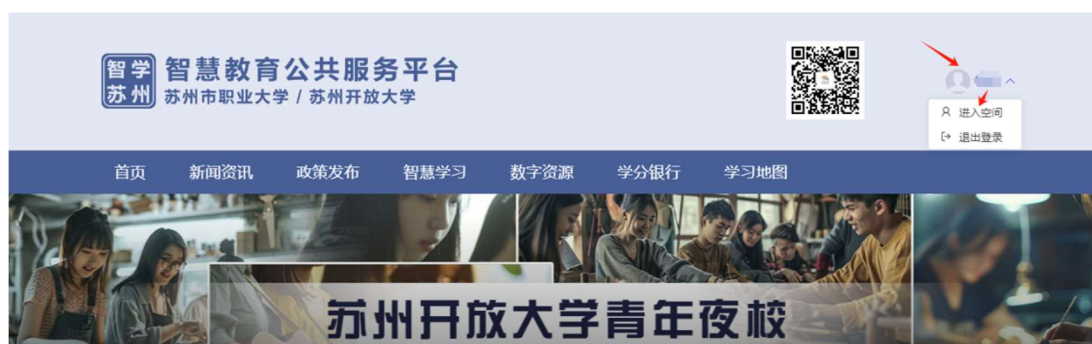 智学
苏州
智慧教育公共服务平台
苏州市职业大学 / 苏州开放大学
进入空间
退出登录
首页 新闻资讯 政策发布 智慧学习 数字资源 学分银行 学习地图
苏州开放大学青年夜校